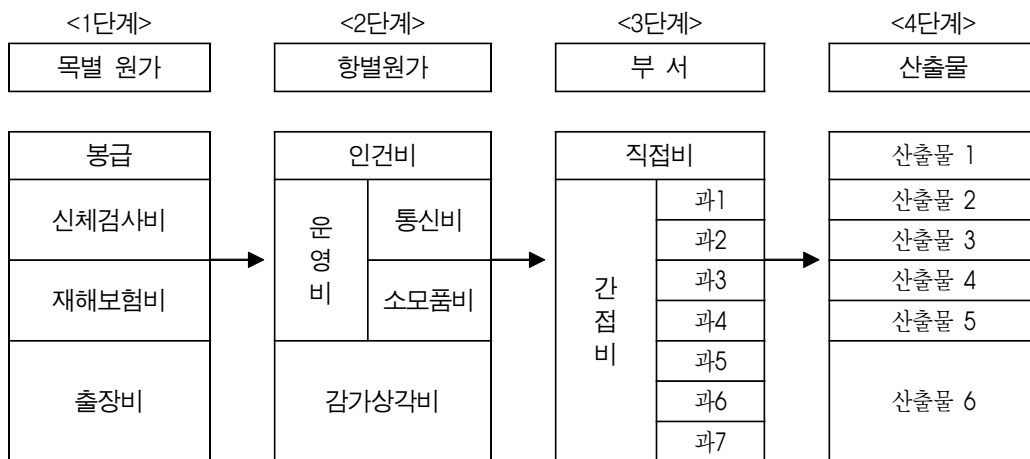 <1단계>
<2단계>
<3단계>
<4단계>
목별 원가
항별원가
부 서
산출물
봉급
인건비
직접비
산출물 1
신체검사비
운영비
통신비
간접비
과1
산출물 2
과2
산출물 3
재해보험비
소모품비
과3
산출물 4
과4
산출물 5
출장비
감가상각비
과5
과6
산출물 6
과7